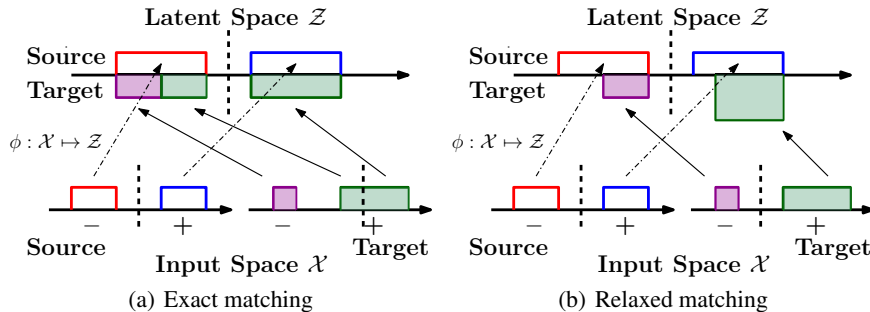 Latent Space 𝒵
Source
Target
ϕ : 𝒳 ↦ 𝒵
− + − +
Source Target
Input Space 𝒳
(a) Exact matching
Latent Space 𝒵
Source
Target
ϕ : 𝒳 ↦ 𝒵
− + − +
Source Target
Input Space 𝒳
(b) Relaxed matching